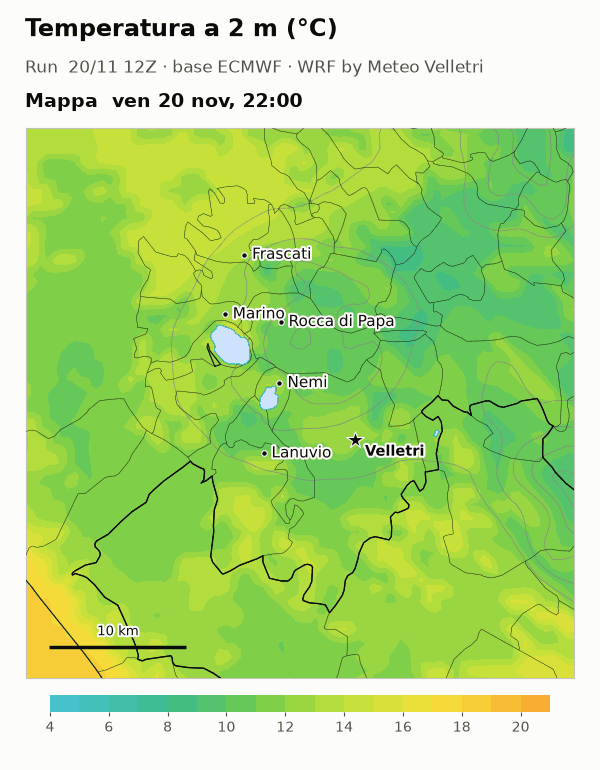 Temperatura a 2 m (°C)
Run  20/11 12Z · base ECMWF · WRF by Meteo Velletri
Mappa  ven 20 nov, 22:00
Frascati
Marino
Rocca di Papa
Nemi
Velletri
Lanuvio
10 km
4 6 8 10 12 14 16 18 20